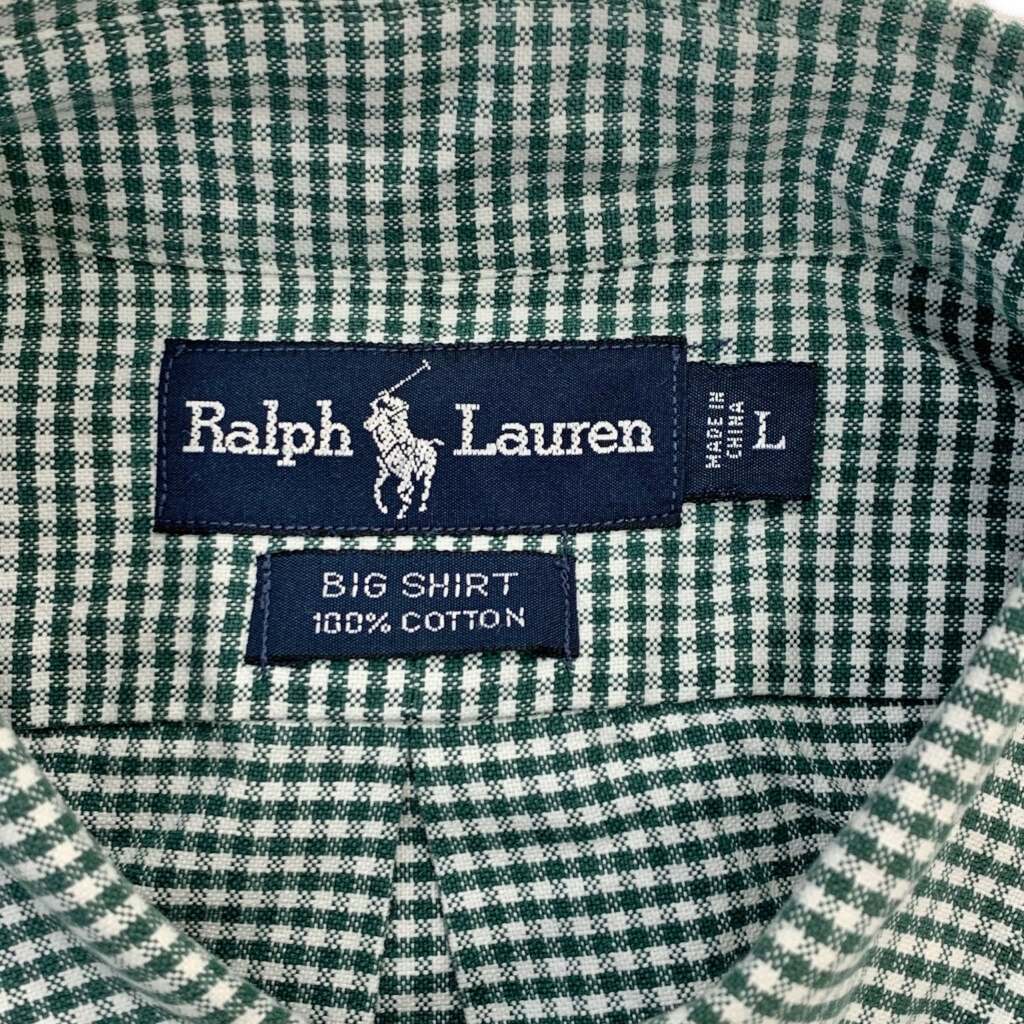 Ralph Lauren
MADE IN
CHINA
L
BIG SHIRT
100% COTTON